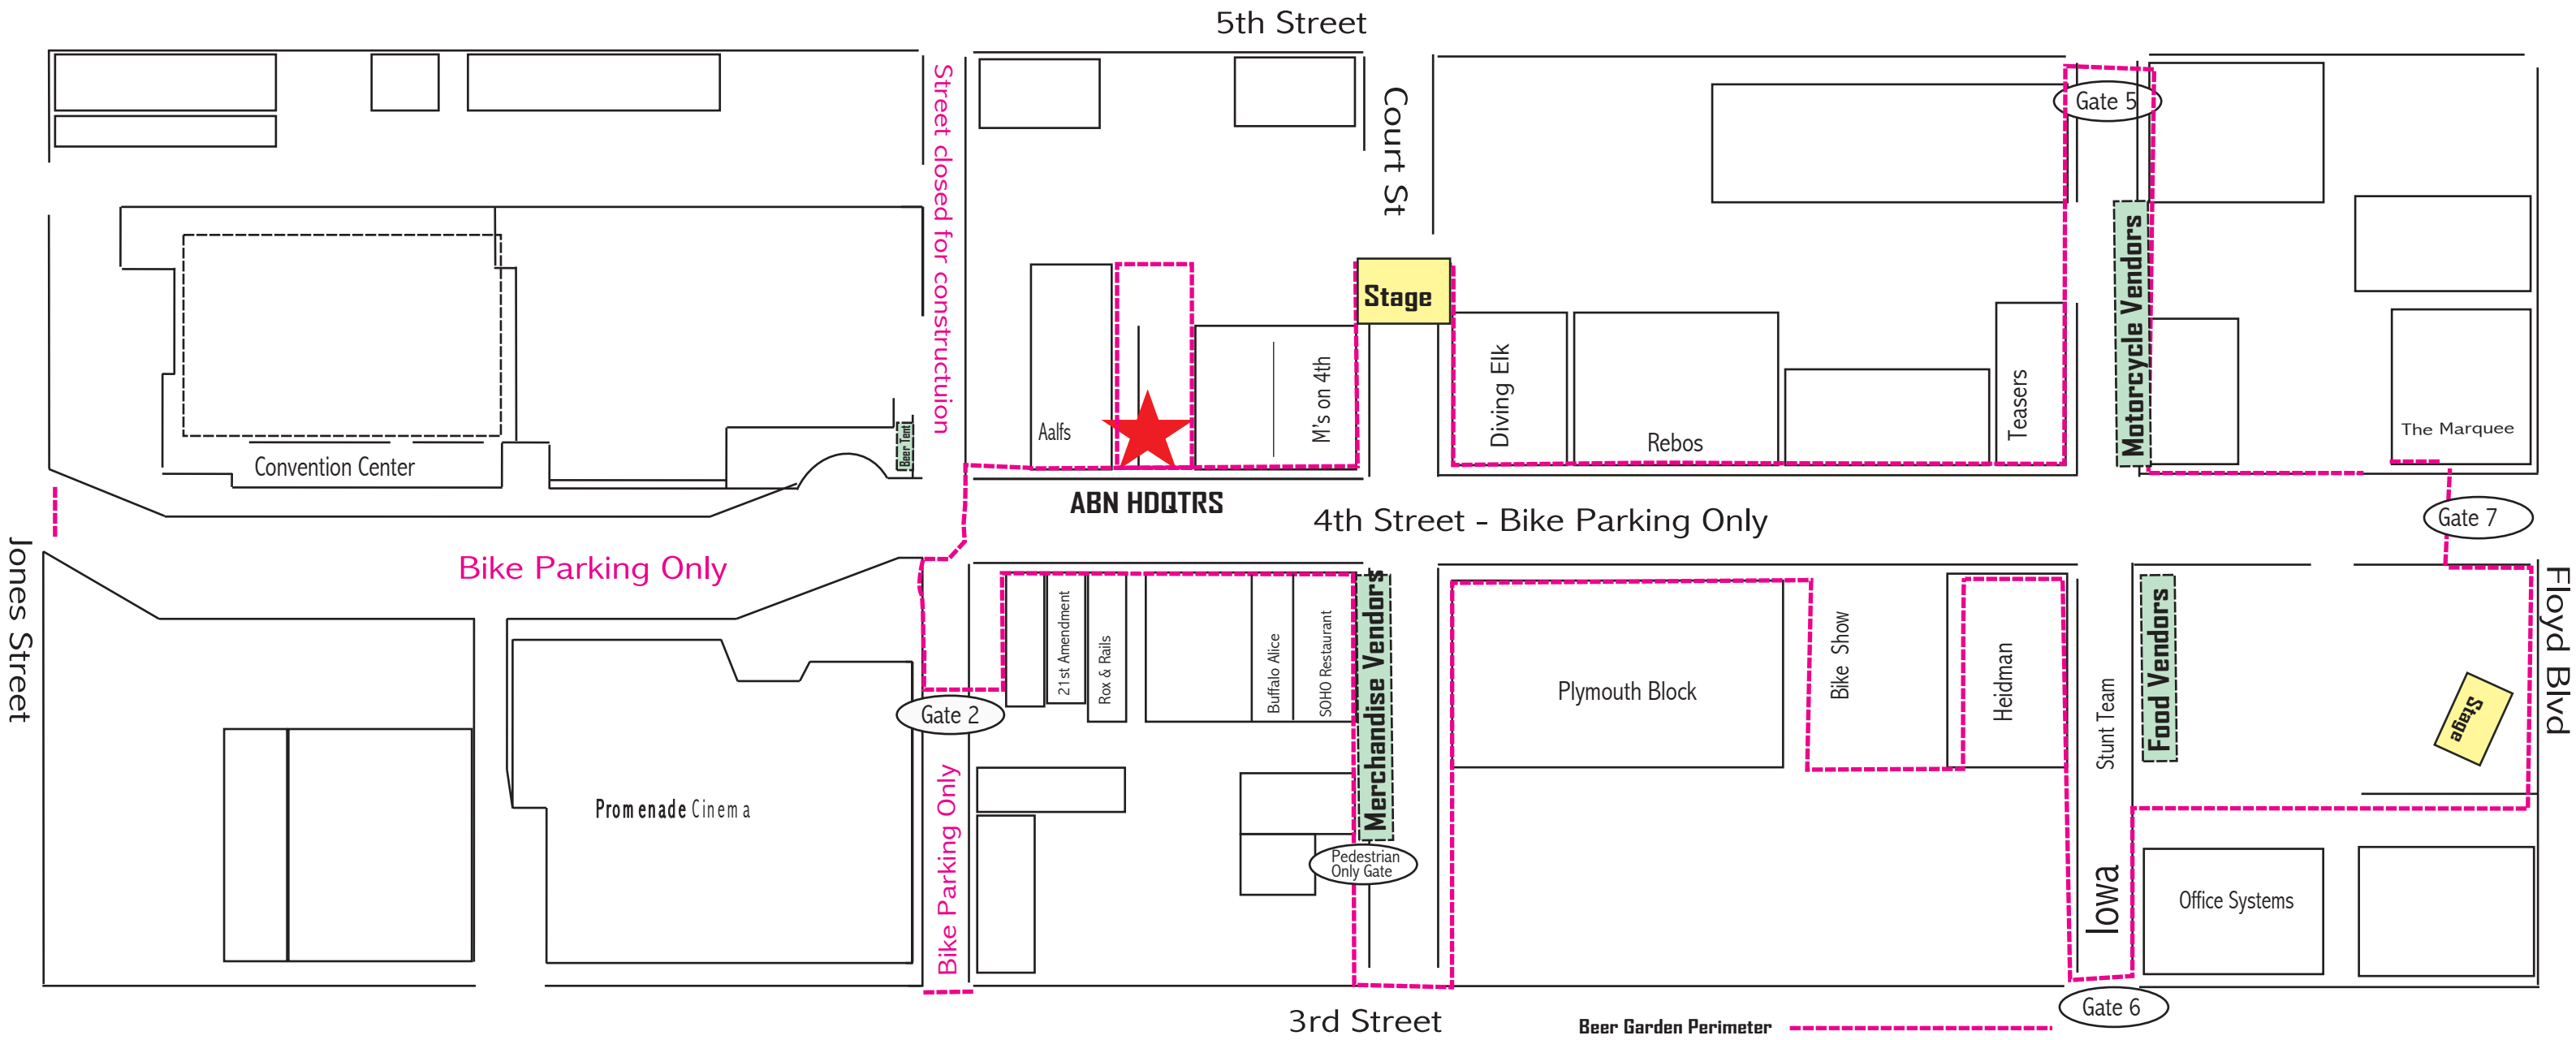 5th Street
Street closed for constructuion
Court St
Gate 5
Motorcycle Vendors
Stage
Diving Elk
Rebos
Teasers
The Marquee
Aalfs
M's on 4th
Beer Tent
Convention Center
ABN HDQTRS
4th Street - Bike Parking Only
Gate 7
Jones Street
Bike Parking Only
Floyd Blvd
21st Amendment
Rox & Rails
Buffalo Alice
SOHO Restaurant
Merchandise Vendors
Plymouth Block
Bike Show
Heidman
Stunt Team
Food Vendors
Stage
Gate 2
Promenade Cinema
Bike Parking Only
Pedestrian
Only Gate
Iowa
Office Systems
Gate 6
3rd Street
Beer Garden Perimeter